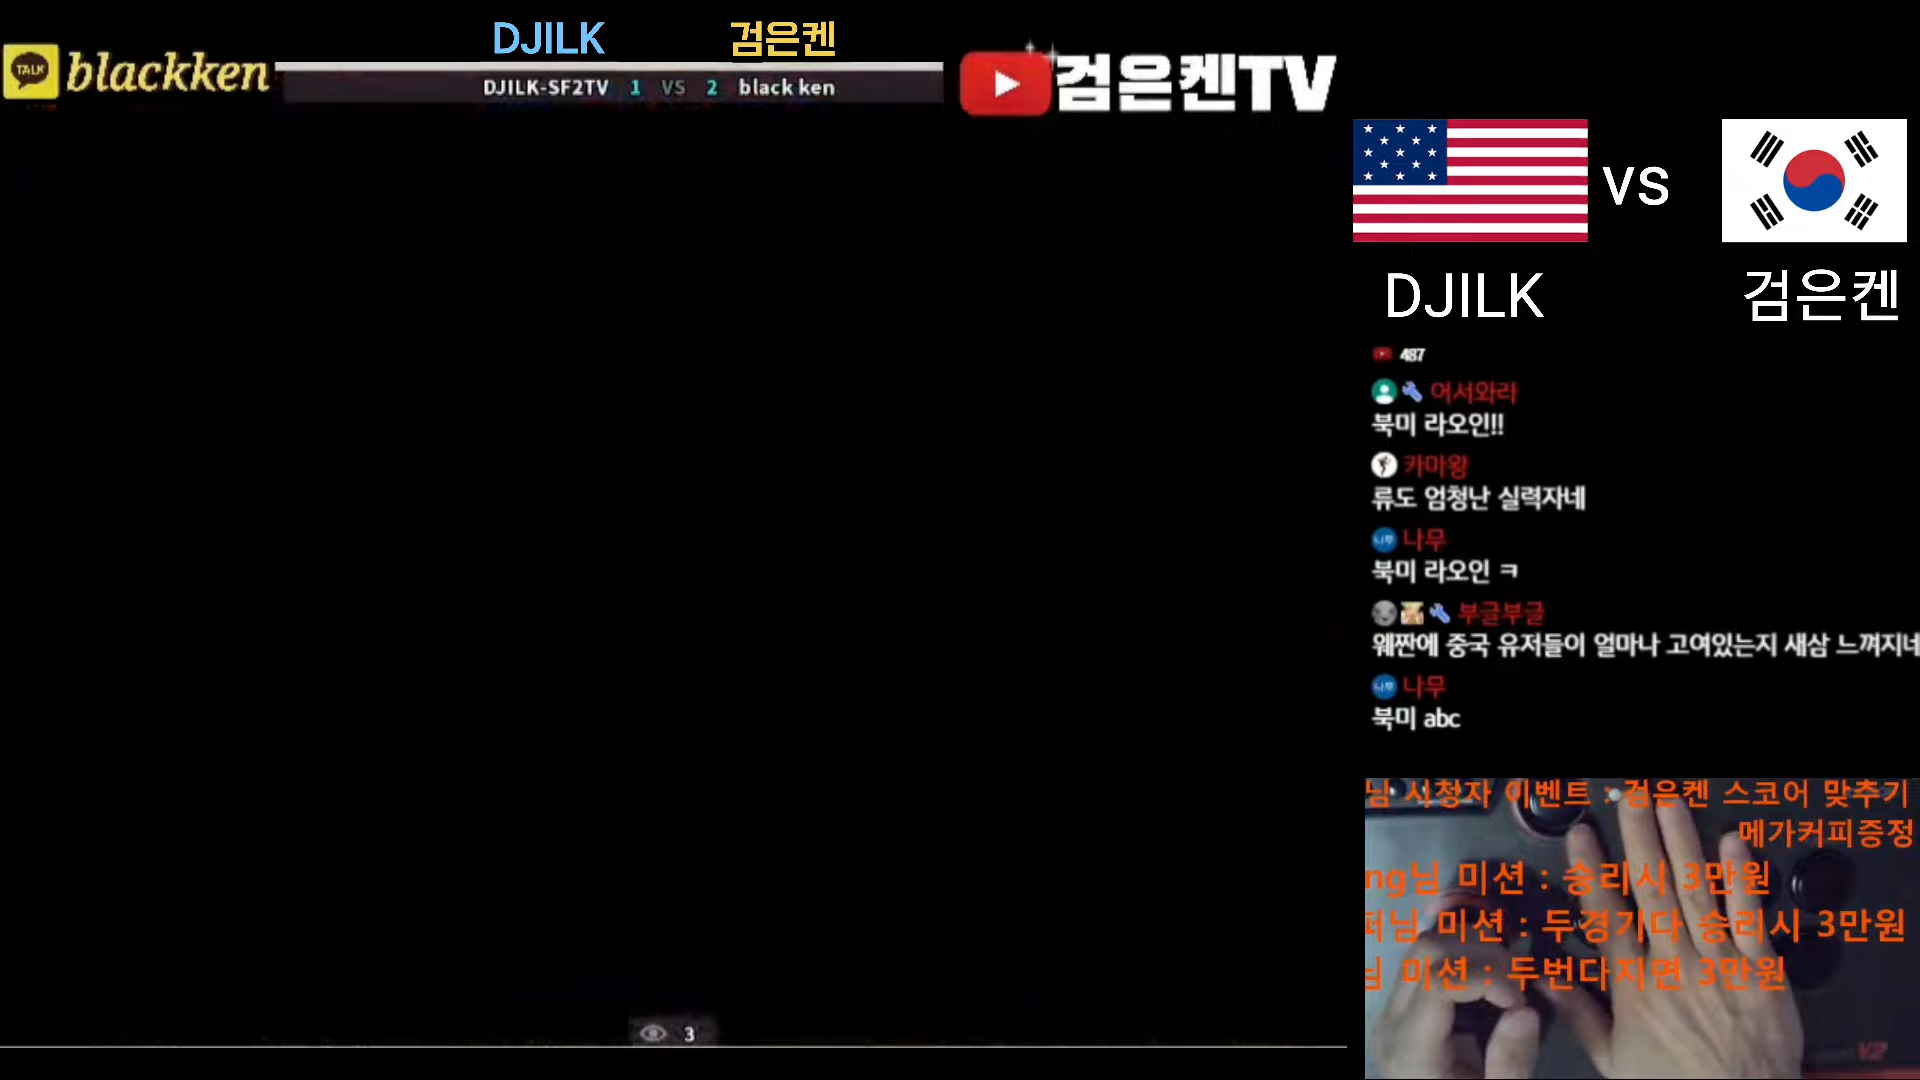 DJILK 검은켄
TALK blackken
DJILK-SF2TV 1 VS 2 black ken
검은켄TV
VS
DJILK 검은켄
487
어서와라
북미 라오인!!
카마왕
류도 엄청난 실력자네
나무
북미 라오인 ㅋ
부글부글
웨짠에 중국 유저들이 얼마나 고여있는지 새삼 느껴지네
나무
북미 abc
님 시청자 이벤트 : 검은켄 스코어 맞추기
메가커피증정
ng님 미션 : 승리시 3만원
퍼님 미션 : 두경기다 승리시 3만원
님 미션 : 두번다지면 3만원
3